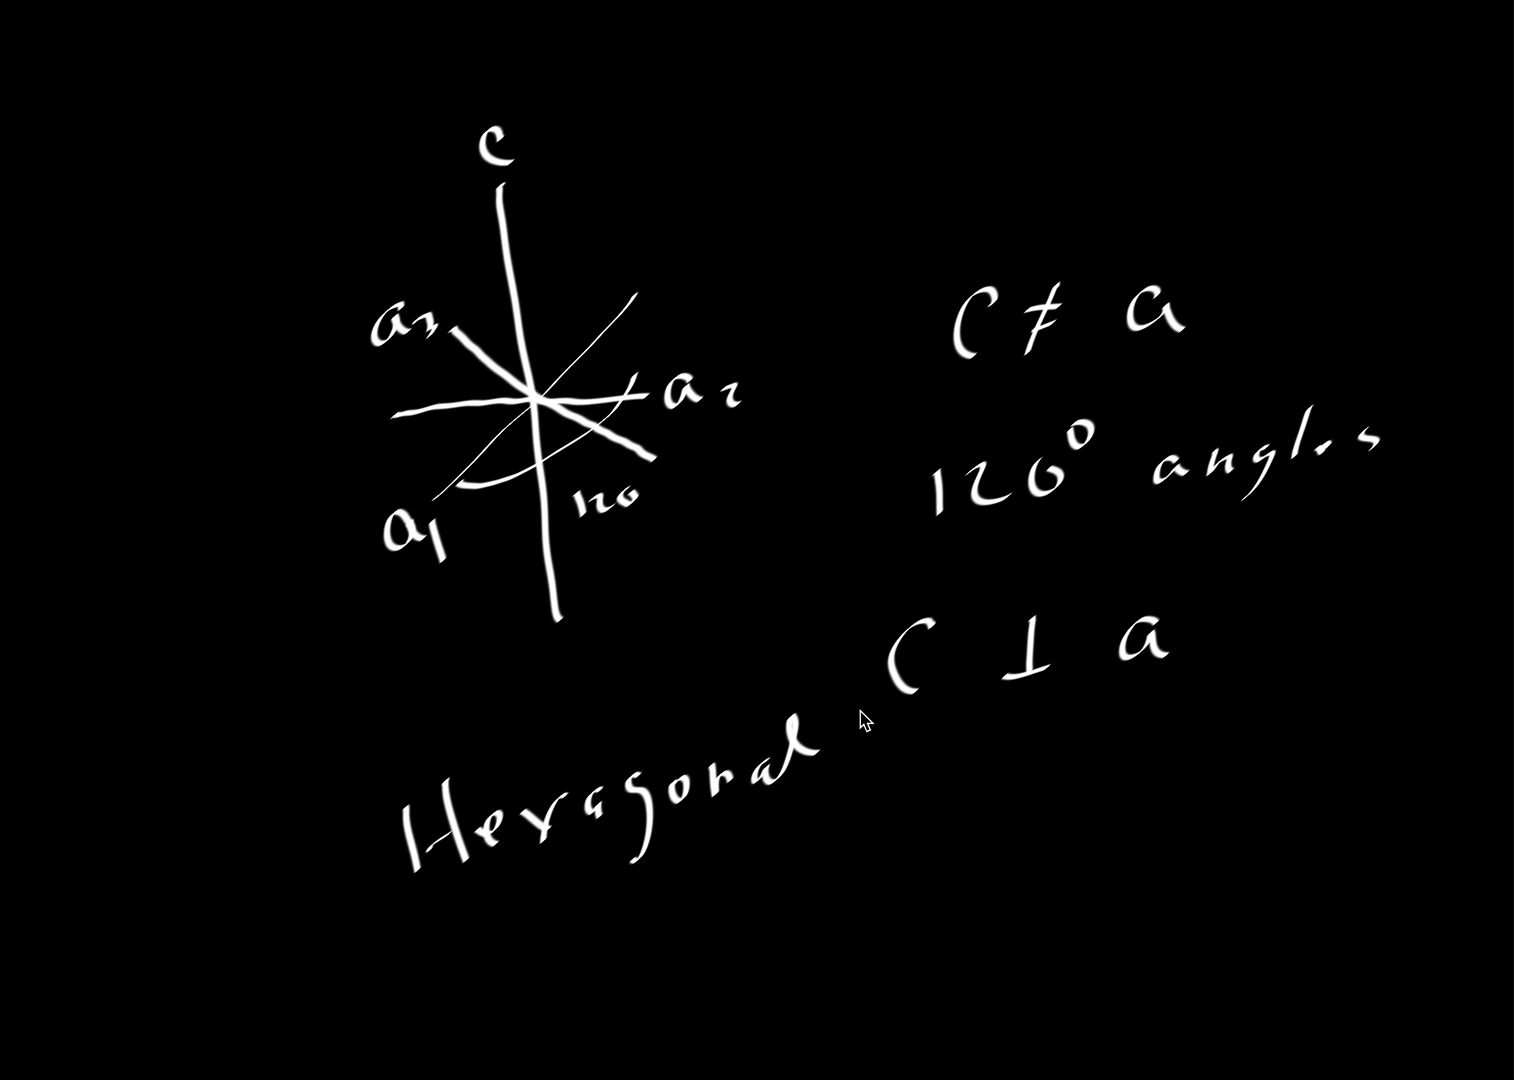 c
a3
a2
a1
120
C ≠ a
120° angles
C ⊥ a
Hexagonal